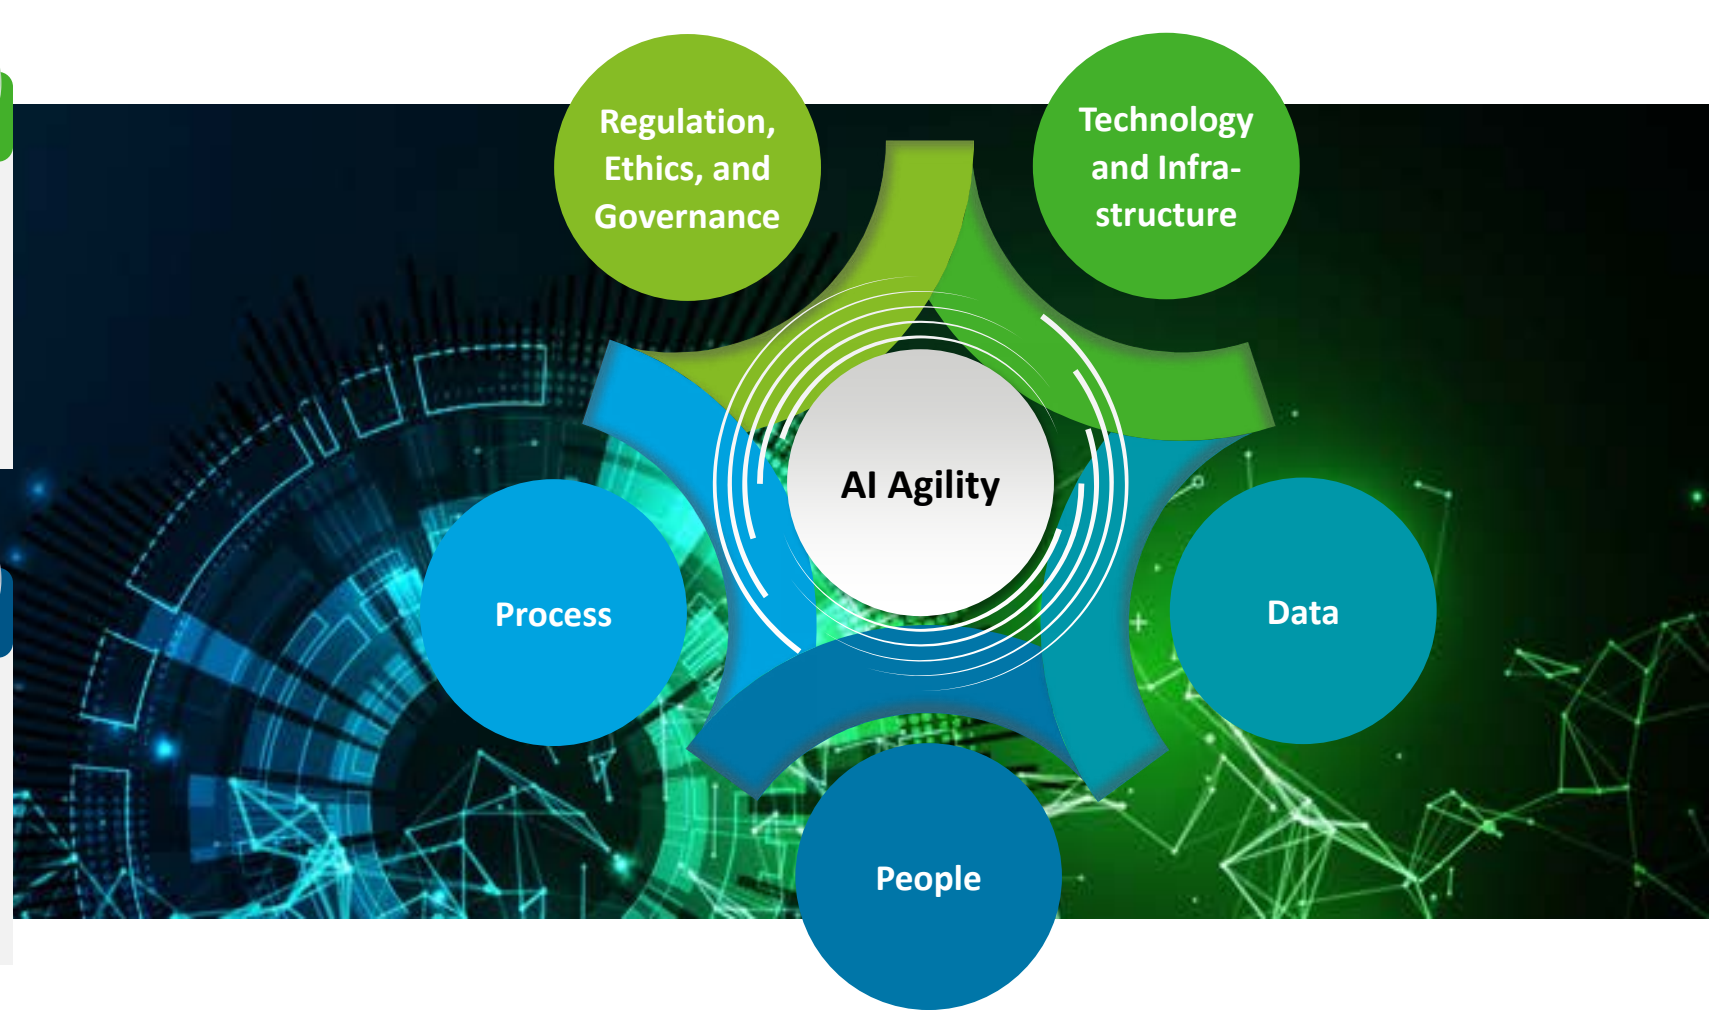 Regulation,
Ethics, and
Governance
Technology
and Infra-
structure
AI Agility
Process
Data
People